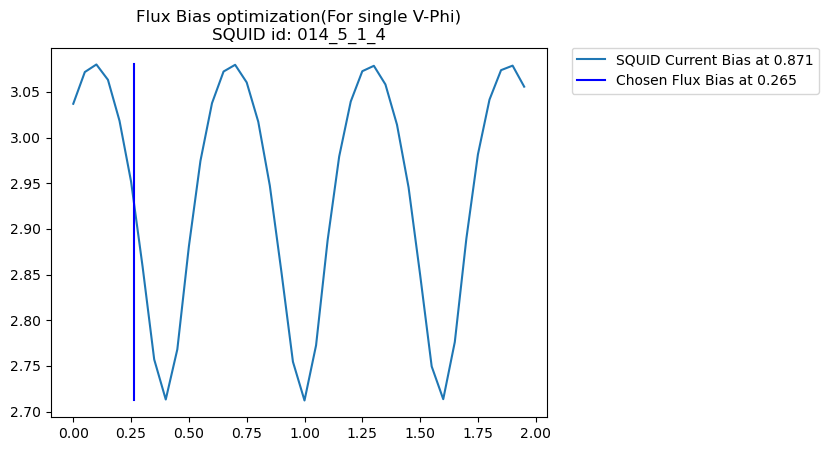 Flux Bias optimization(For single V-Phi)
SQUID id: 014_5_1_4
SQUID Current Bias at 0.871
Chosen Flux Bias at 0.265
3.05
3.00
2.95
2.90
2.85
2.80
2.75
2.70
0.00 0.25 0.50 0.75 1.00 1.25 1.50 1.75 2.00